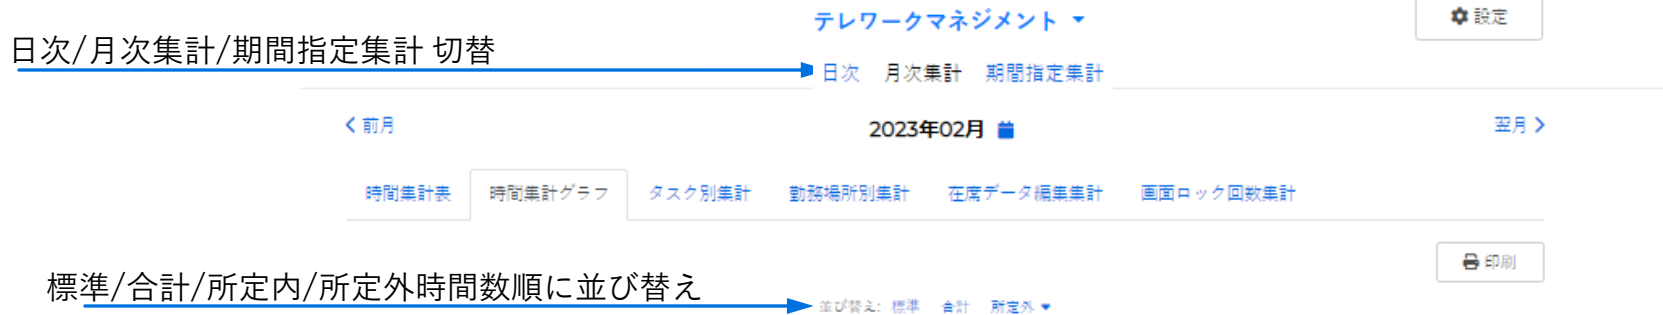 テレワークマネジメント
設定
日次/月次集計/期間指定集計 切替
日次 月次集計 期間指定集計
前月 2023年02月 翌月
時間集計表 時間集計グラフ タスク別集計 勤務場所別集計 在席データ編集集計 画面ロック回数集計
印刷
標準/合計/所定内/所定外時間数順に並び替え
並び替え: 標準 合計 所定外